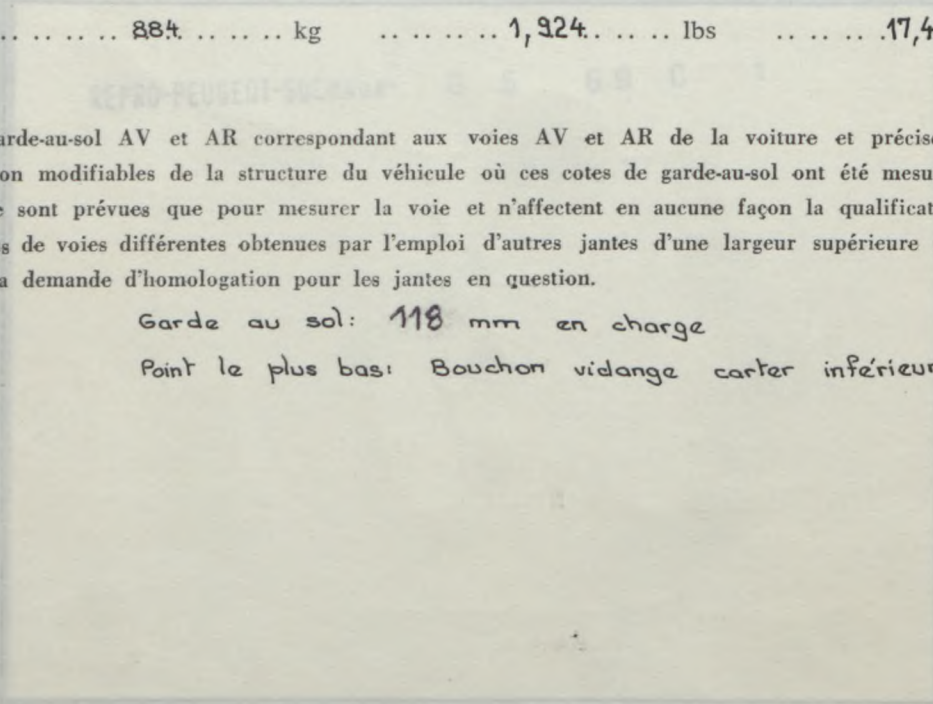 .. .. .. .. 884. .. .. .. kg .. .. .. .. 1,924. .. .. .. lbs .. .. .. .17,4
arde-au-sol AV et AR correspondant aux voies AV et AR de la voiture et précise
on modifiables de la structure du véhicule où ces cotes de garde-au-sol ont été mesu
e sont prévues que pour mesurer la voie et n'affectent en aucune façon la qualificat
s de voies différentes obtenues par l'emploi d'autres jantes d'une largeur supérieure
a demande d'homologation pour les jantes en question.
Garde au sol: 118 mm en charge
Point le plus bas: Bouchon vidange carter inférieur